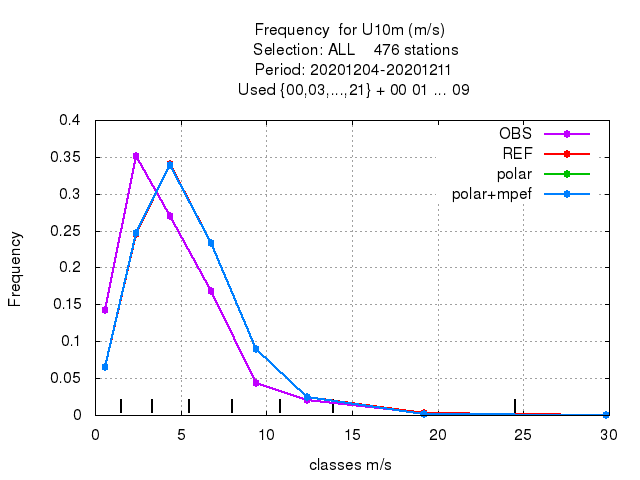 Frequency  for U10m (m/s)
Selection: ALL    476 stations
Period: 20201204-20201211
Used {00,03,...,21} + 00 01 ... 09
OBS
REF
polar
polar+mpef
Frequency
0.4
0.35
0.3
0.25
0.2
0.15
0.1
0.05
0
0 5 10 15 20 25 30
classes m/s